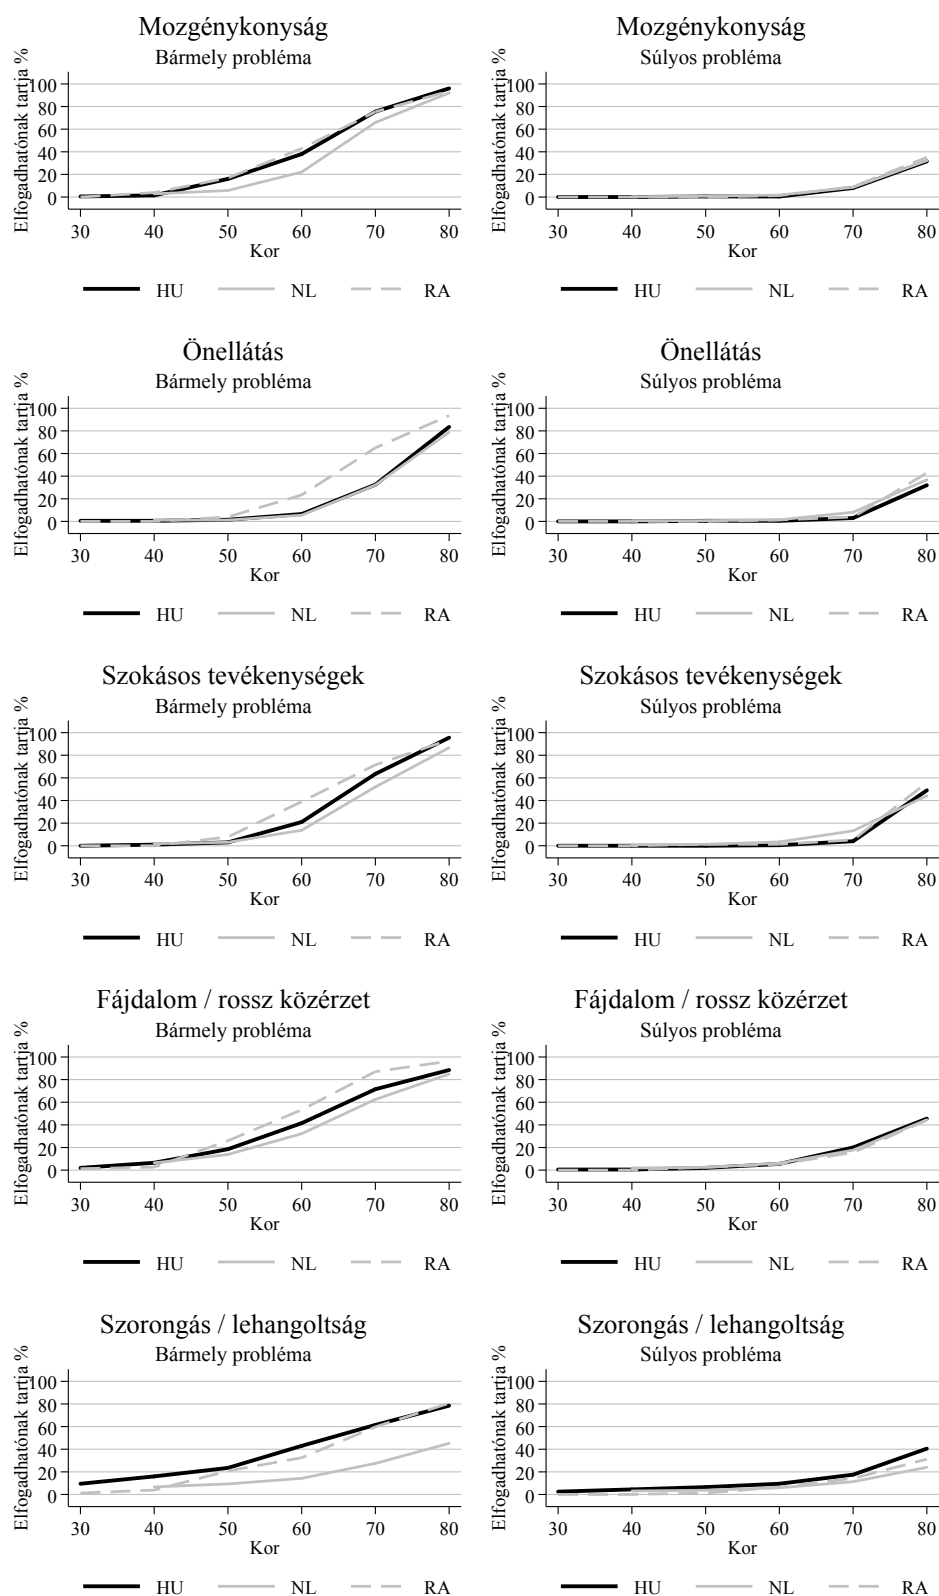 Mozgénykonyság
Bármely probléma
Elfogadhatónak tartja %
100
80
60
40
20
0
30 40 50 60 70 80
Kor
HU NL RA
Mozgénykonyság
Súlyos probléma
Elfogadhatónak tartja %
100
80
60
40
20
0
30 40 50 60 70 80
Kor
HU NL RA
Önellátás
Bármely probléma
Elfogadhatónak tartja %
100
80
60
40
20
0
30 40 50 60 70 80
Kor
HU NL RA
Önellátás
Súlyos probléma
Elfogadhatónak tartja %
100
80
60
40
20
0
30 40 50 60 70 80
Kor
HU NL RA
Szokásos tevékenységek
Bármely probléma
Elfogadhatónak tartja %
100
80
60
40
20
0
30 40 50 60 70 80
Kor
HU NL RA
Szokásos tevékenységek
Súlyos probléma
Elfogadhatónak tartja %
100
80
60
40
20
0
30 40 50 60 70 80
Kor
HU NL RA
Fájdalom / rossz közérzet
Bármely probléma
Elfogadhatónak tartja %
100
80
60
40
20
0
30 40 50 60 70 80
Kor
HU NL RA
Fájdalom / rossz közérzet
Súlyos probléma
Elfogadhatónak tartja %
100
80
60
40
20
0
30 40 50 60 70 80
Kor
HU NL RA
Szorongás / lehangoltság
Bármely probléma
Elfogadhatónak tartja %
100
80
60
40
20
0
30 40 50 60 70 80
Kor
HU NL RA
Szorongás / lehangoltság
Súlyos probléma
Elfogadhatónak tartja %
100
80
60
40
20
0
30 40 50 60 70 80
Kor
HU NL RA